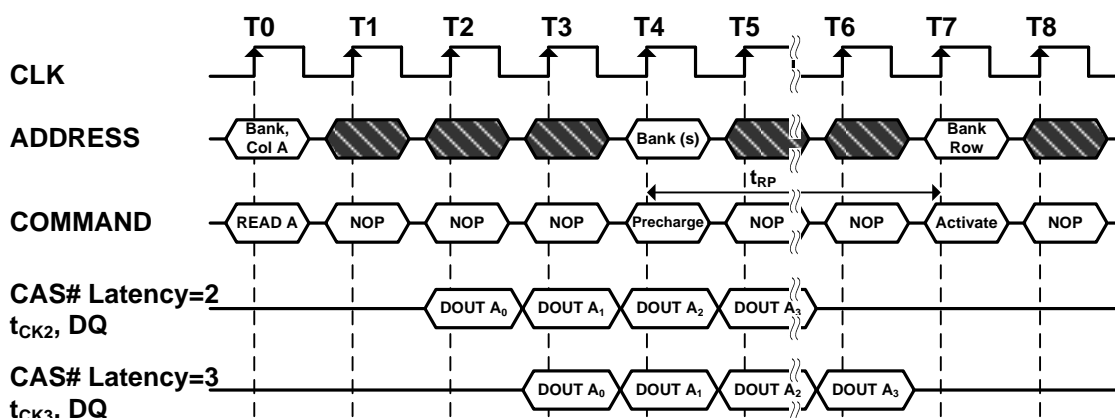 T0 T1 T2 T3 T4 T5 T6 T7 T8
CLK
ADDRESS
Bank, Col A
Bank (s)
Bank Row
tRP
COMMAND
READ A NOP NOP NOP Precharge NOP NOP Activate NOP
CAS# Latency=2
tCK2, DQ
DOUT A0 DOUT A1 DOUT A2 DOUT A3
CAS# Latency=3
tCK3, DQ
DOUT A0 DOUT A1 DOUT A2 DOUT A3